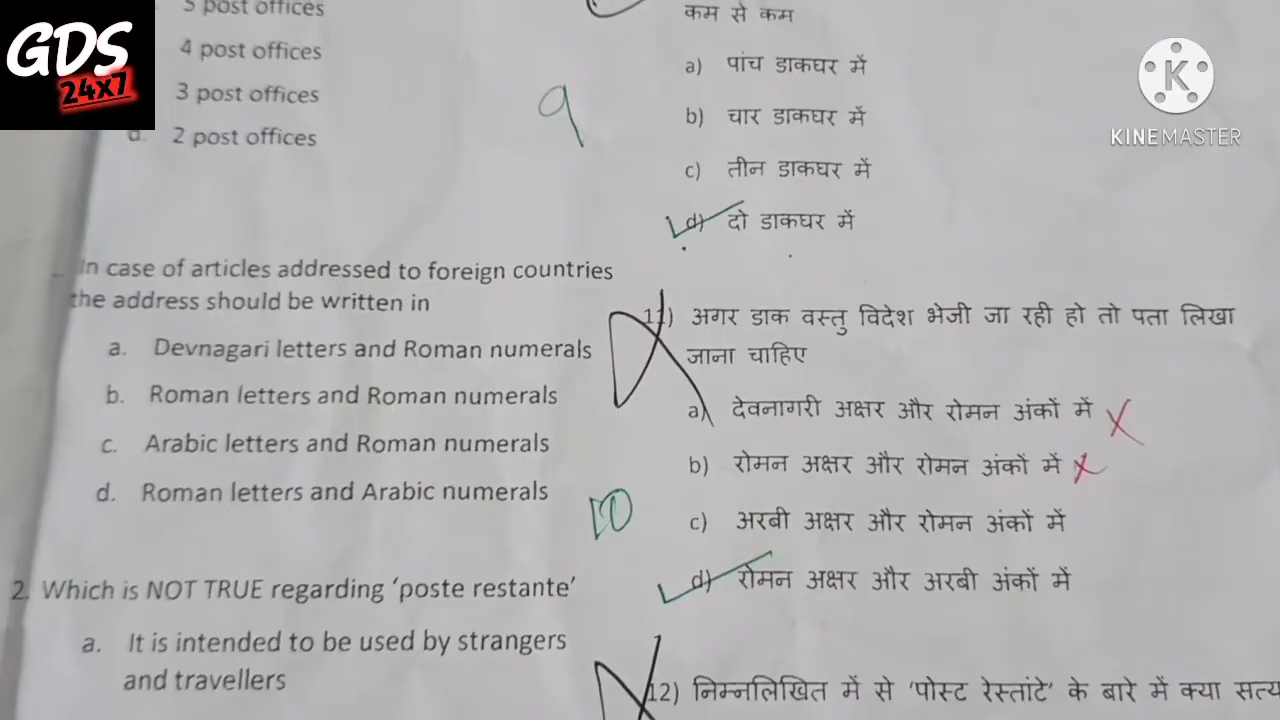 GDS
24x7
5 post offices
4 post offices
3 post offices
d. 2 post offices
In case of articles addressed to foreign countries
the address should be written in
a. Devnagari letters and Roman numerals
b. Roman letters and Roman numerals
c. Arabic letters and Roman numerals
d. Roman letters and Arabic numerals
2. Which is NOT TRUE regarding ‘poste restante’
a. It is intended to be used by strangers
and travellers
9
10
कम से कम
a) पांच डाकघर में
b) चार डाकघर में
c) तीन डाकघर में
d) दो डाकघर में
11) अगर डाक वस्तु विदेश भेजी जा रही हो तो पता लिखा
जाना चाहिए
a) देवनागरी अक्षर और रोमन अंकों में
b) रोमन अक्षर और रोमन अंकों में
c) अरबी अक्षर और रोमन अंकों में
d) रोमन अक्षर और अरबी अंकों में
12) निम्नलिखित में से ‘पोस्ट रेस्तांटे’ के बारे में क्या सत्य
K
KINEMASTER